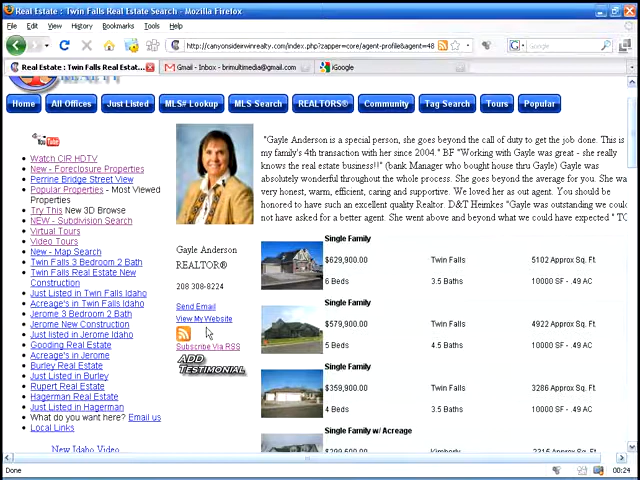 Real Estate : Twin Falls Real Estate Search - Mozilla Firefox
File Edit View History Bookmarks Tools Help
http://canyonsideirwinrealty.com/index.php?zapper=core/agent-profile&agent=48
Google
Real Estate : Twin Falls Real Estat... Gmail - Inbox - brimultimedia@gmail.com iGoogle
Home All Offices Just Listed MLS# Lookup MLS Search REALTORS® Community Tag Search Tours Popular
You Tube
Watch CIR HDTV
New - Foreclosure Properties
Perrine Bridge Street View
Popular Properties - Most Viewed
Properties
Try This New 3D Browse
NEW - Subdivision Search
Virtual Tours
Video Tours
New - Map Search
Twin Falls 3 Bedroom 2 Bath
Twin Falls Real Estate New
Construction
Just Listed in Twin Falls Idaho
Acreage's in Twin Falls Idaho
Jerome 3 Bedroom 2 Bath
Jerome New Construction
Just listed in Jerome Idaho
Gooding Real Estate
Acreage's in Jerome
Burley Real Estate
Just Listed in Burley
Rupert Real Estate
Hagerman Real Estate
Just Listed in Hagerman
What do you want here? Email us
Local Links
New Idaho Video
Gayle Anderson
REALTOR®
208 308-8224
Send Email
View My Website
Subscribe Via RSS
ADD
TESTIMONIAL
"Gayle Anderson is a special person, she goes beyond the call of duty to get the job done. This is
my family's 4th transaction with her since 2004." BF "Working with Gayle was great - she really
knows the real estate business!!" (bank Manager who bought house thru Gayle) Gayle was
absolutely wonderful throughout the whole process. She goes beyond the average for you. She wa
very honest, warm, efficient, caring and supportive. We loved her as out agent. You should be
honored to have such an excellent quality Realtor. D&T Heimkes "Gayle was outstanding we coul
not have asked for a better agent. She went above and beyond what we could have expected " TC
Single Family
$629,900.00 Twin Falls 5102 Approx Sq. Ft.
6 Beds 3.5 Baths 10000 SF - .49 AC
Single Family
$579,900.00 Twin Falls 4922 Approx Sq. Ft.
5 Beds 4.5 Baths 10000 SF - .49 AC
Single Family
$359,900.00 Twin Falls 3286 Approx Sq. Ft.
4 Beds 3.5 Baths 10000 SF - .49 AC
Single Family w/ Acreage
Kimberly
Done
00:24